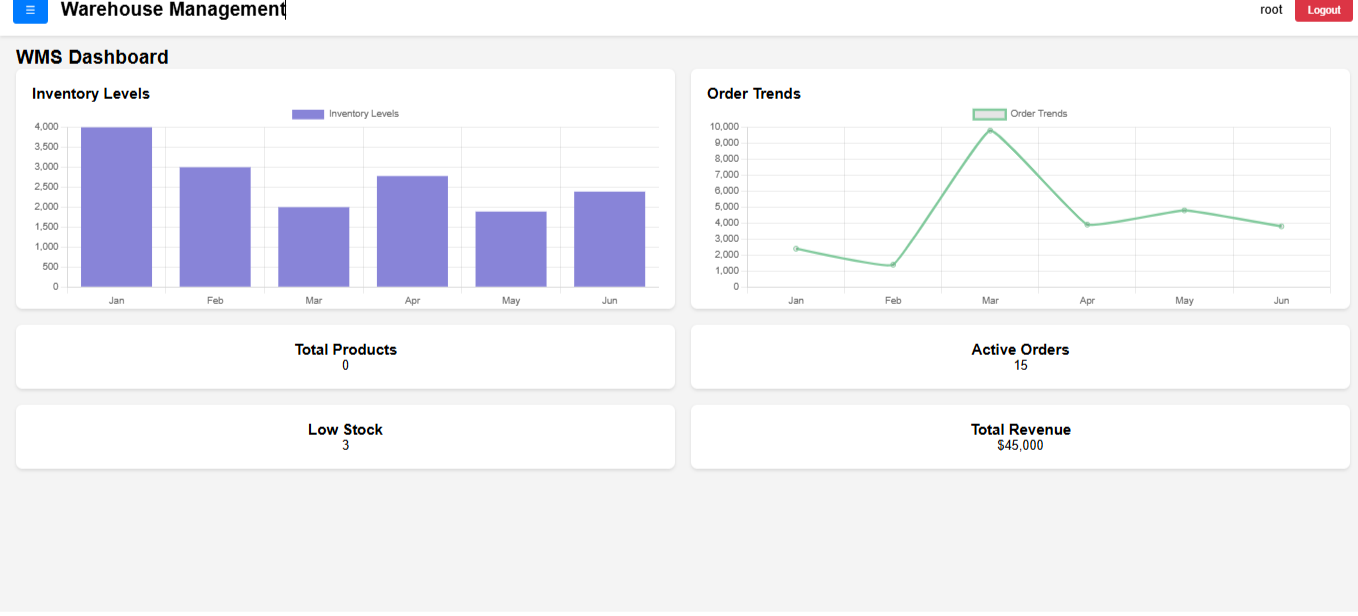 ☰ Warehouse Management root Logout
WMS Dashboard
Inventory Levels
Inventory Levels
4,000
3,500
3,000
2,500
2,000
1,500
1,000
500
0
Jan Feb Mar Apr May Jun
Order Trends
Order Trends
10,000
9,000
8,000
7,000
6,000
5,000
4,000
3,000
2,000
1,000
0
Jan Feb Mar Apr May Jun
Total Products
0
Active Orders
15
Low Stock
3
Total Revenue
$45,000